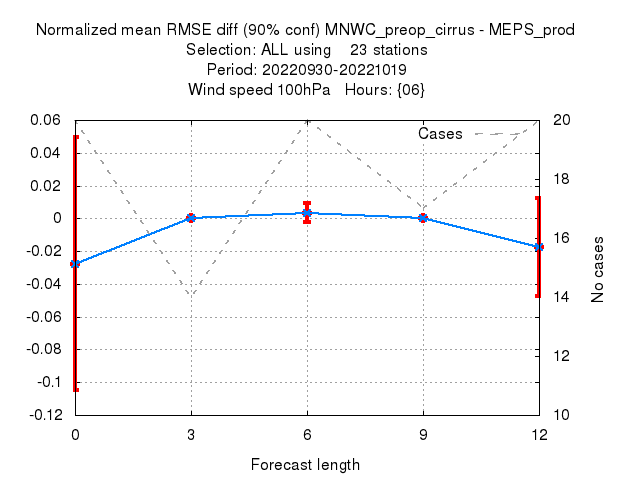 Normalized mean RMSE diff (90% conf) MNWC_preop_cirrus - MEPS_prod
Selection: ALL using 23 stations
Period: 20220930-20221019
Wind speed 100hPa Hours: {06}
Cases
0.06
0.04
0.02
0
-0.02
-0.04
-0.06
-0.08
-0.1
-0.12
20
18
16
14
12
10
No cases
0 3 6 9 12
Forecast length